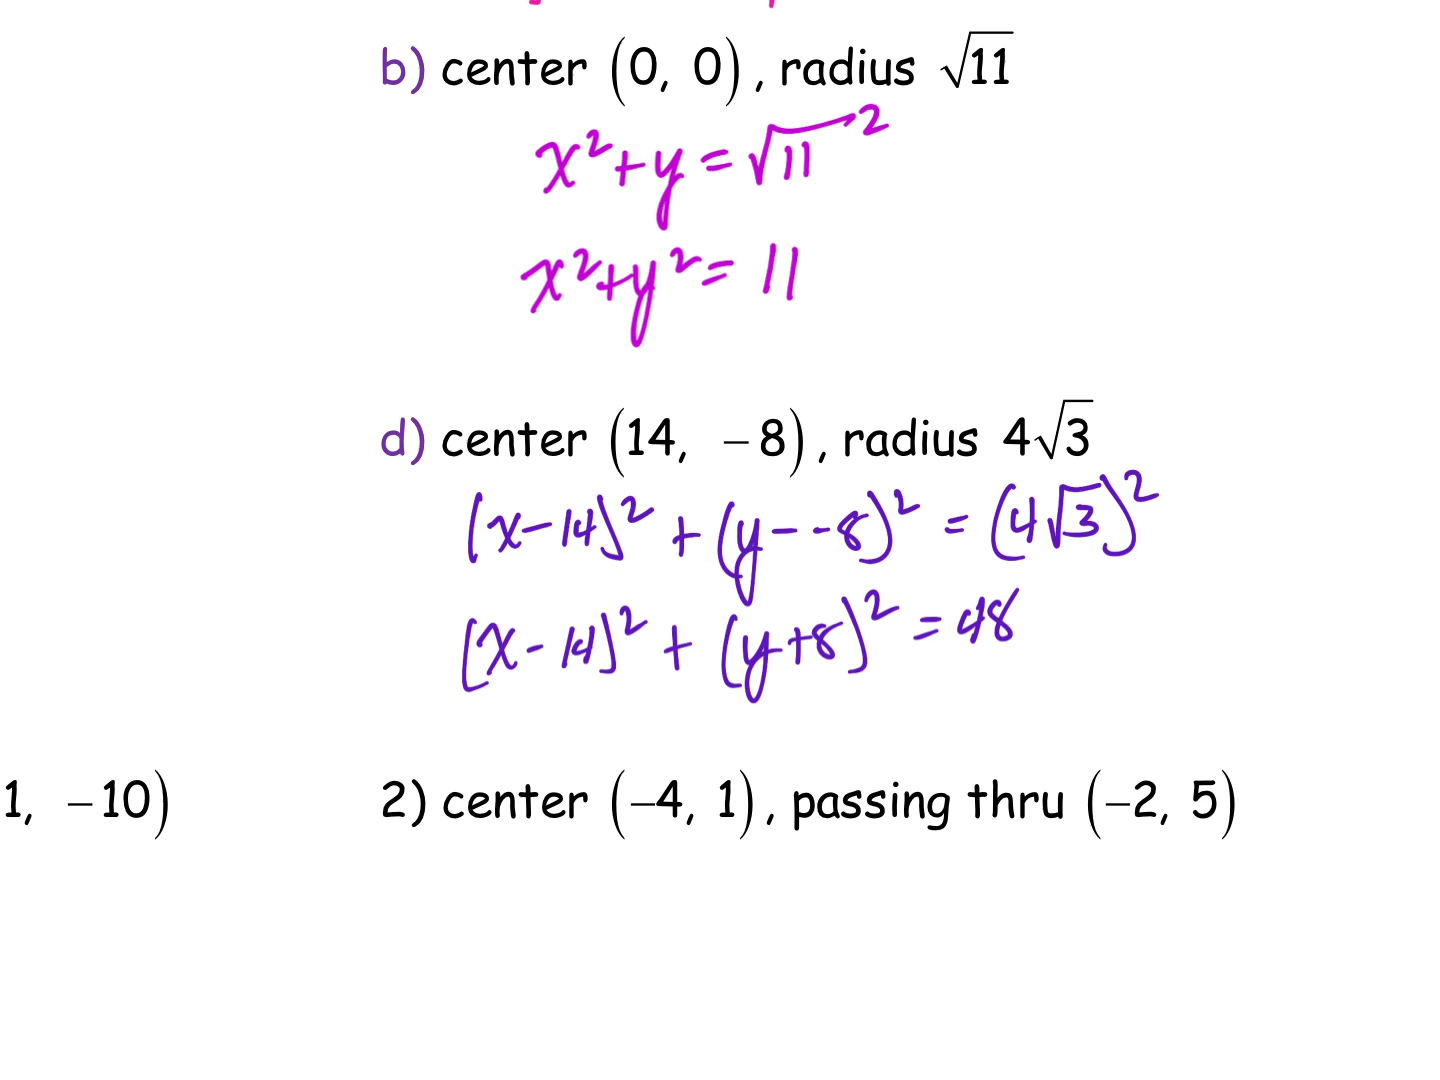 b) center (0, 0), radius √11
x²+y=√11²
x²+y²=11
d) center (14, −8), radius 4√3
(x−14)²+(y−-8)²=(4√3)²
(x−14)²+(y+8)²=48
1, −10)
2) center (−4, 1), passing thru (−2, 5)